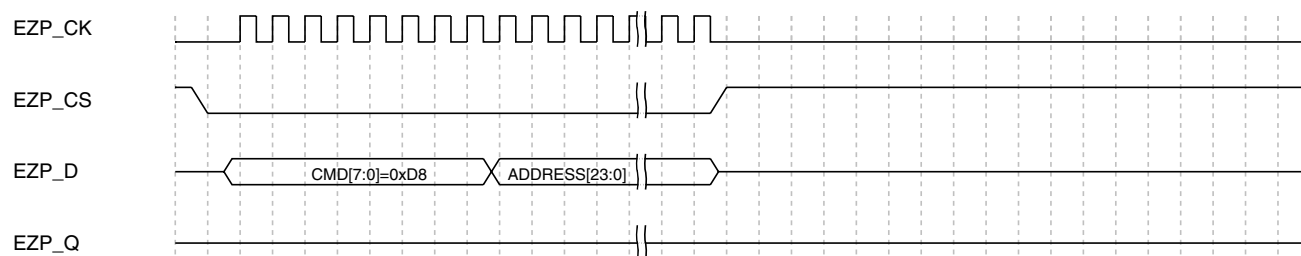 EZP_CK
EZP_CS
EZP_D
CMD[7:0]=0xD8 ADDRESS[23:0]
EZP_Q